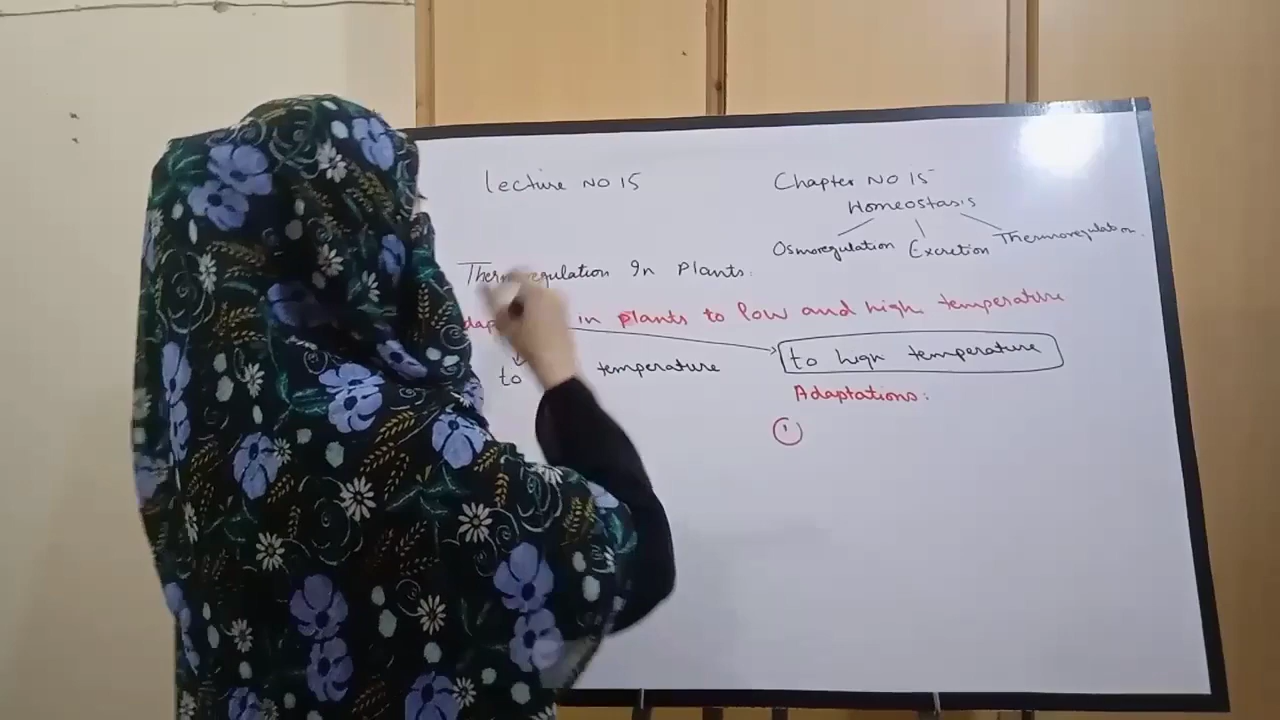 Lecture NO 15
Chapter NO 15
Homeostasis
Osmoregulation Excretion Thermoregulation.
Thermoregulation In Plants:
in plants to low and high temperature
to temperature
to high temperature
Adaptations:
1